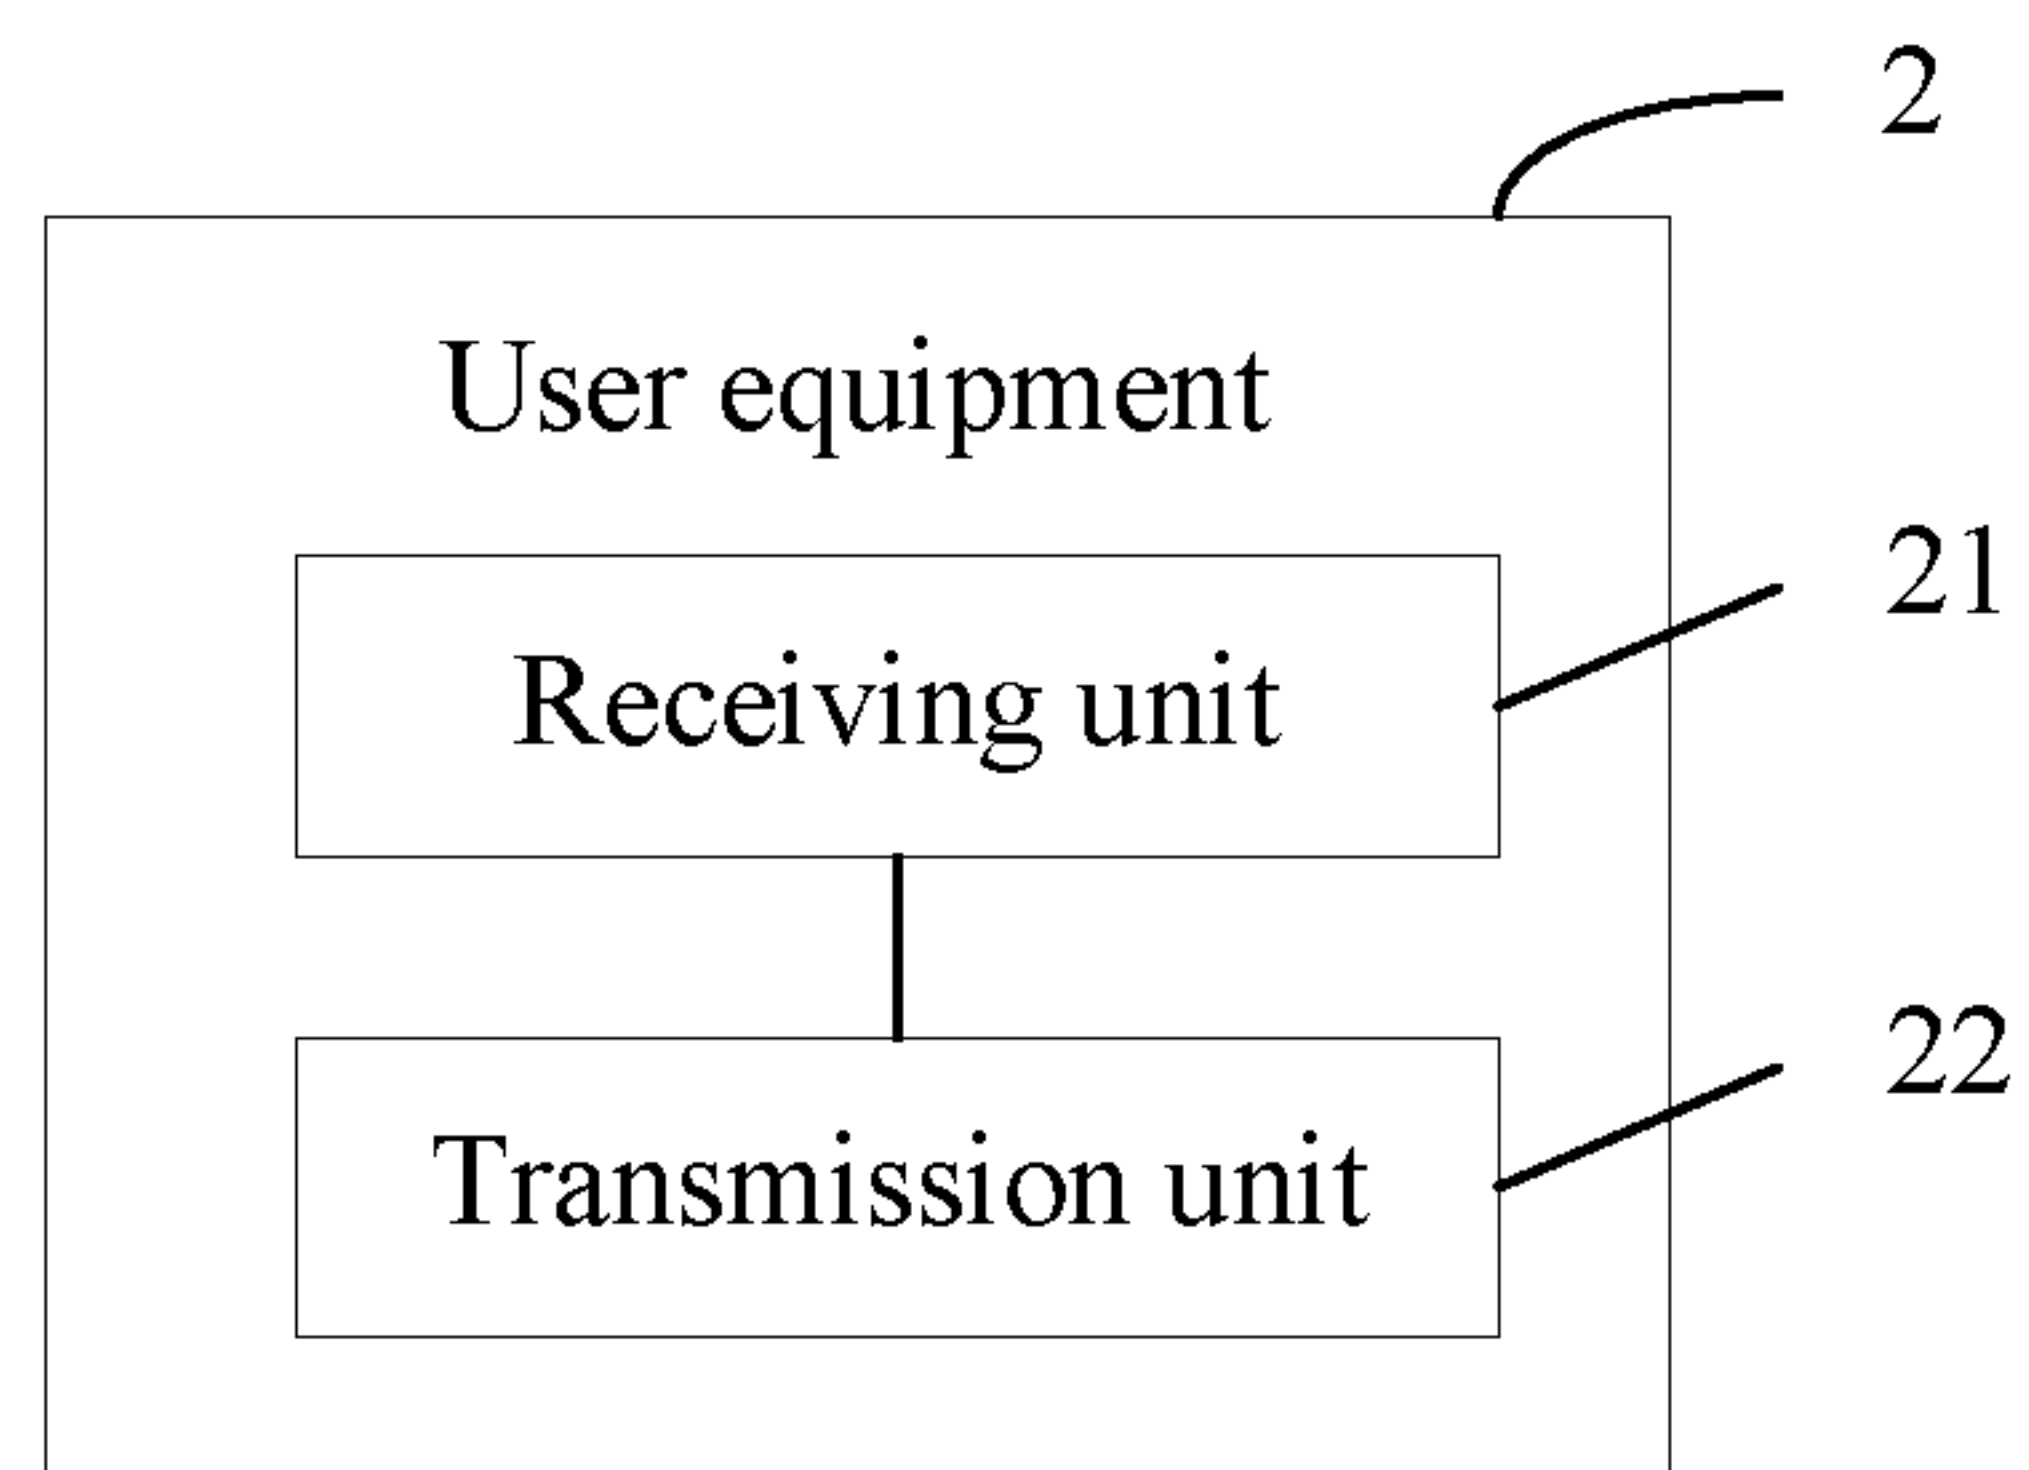 2
User equipment
21
Receiving unit
22
Transmission unit